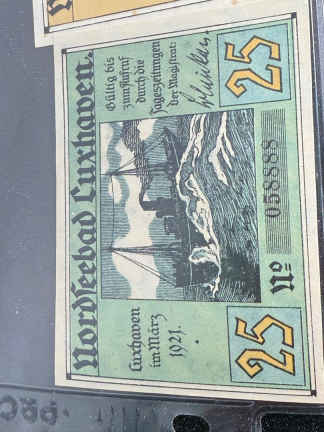 Nordseebad Cuxhaven.
Cuxhaven
im März
1921.
Gültig bis
zum Aufruf
durch die
Tageszeitungen
Der Magistrat:
25
Nº 058888
25